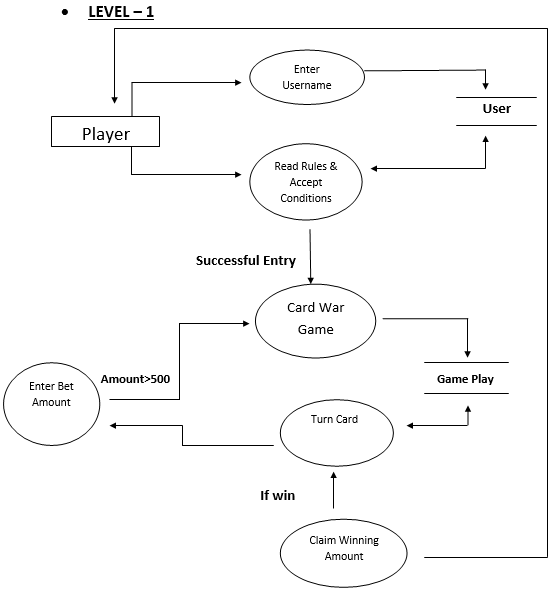 • LEVEL – 1
Enter
Username
User
Player
Read Rules &
Accept
Conditions
Successful Entry
Card War
Game
Enter Bet
Amount
Amount>500
Game Play
Turn Card
If win
Claim Winning
Amount